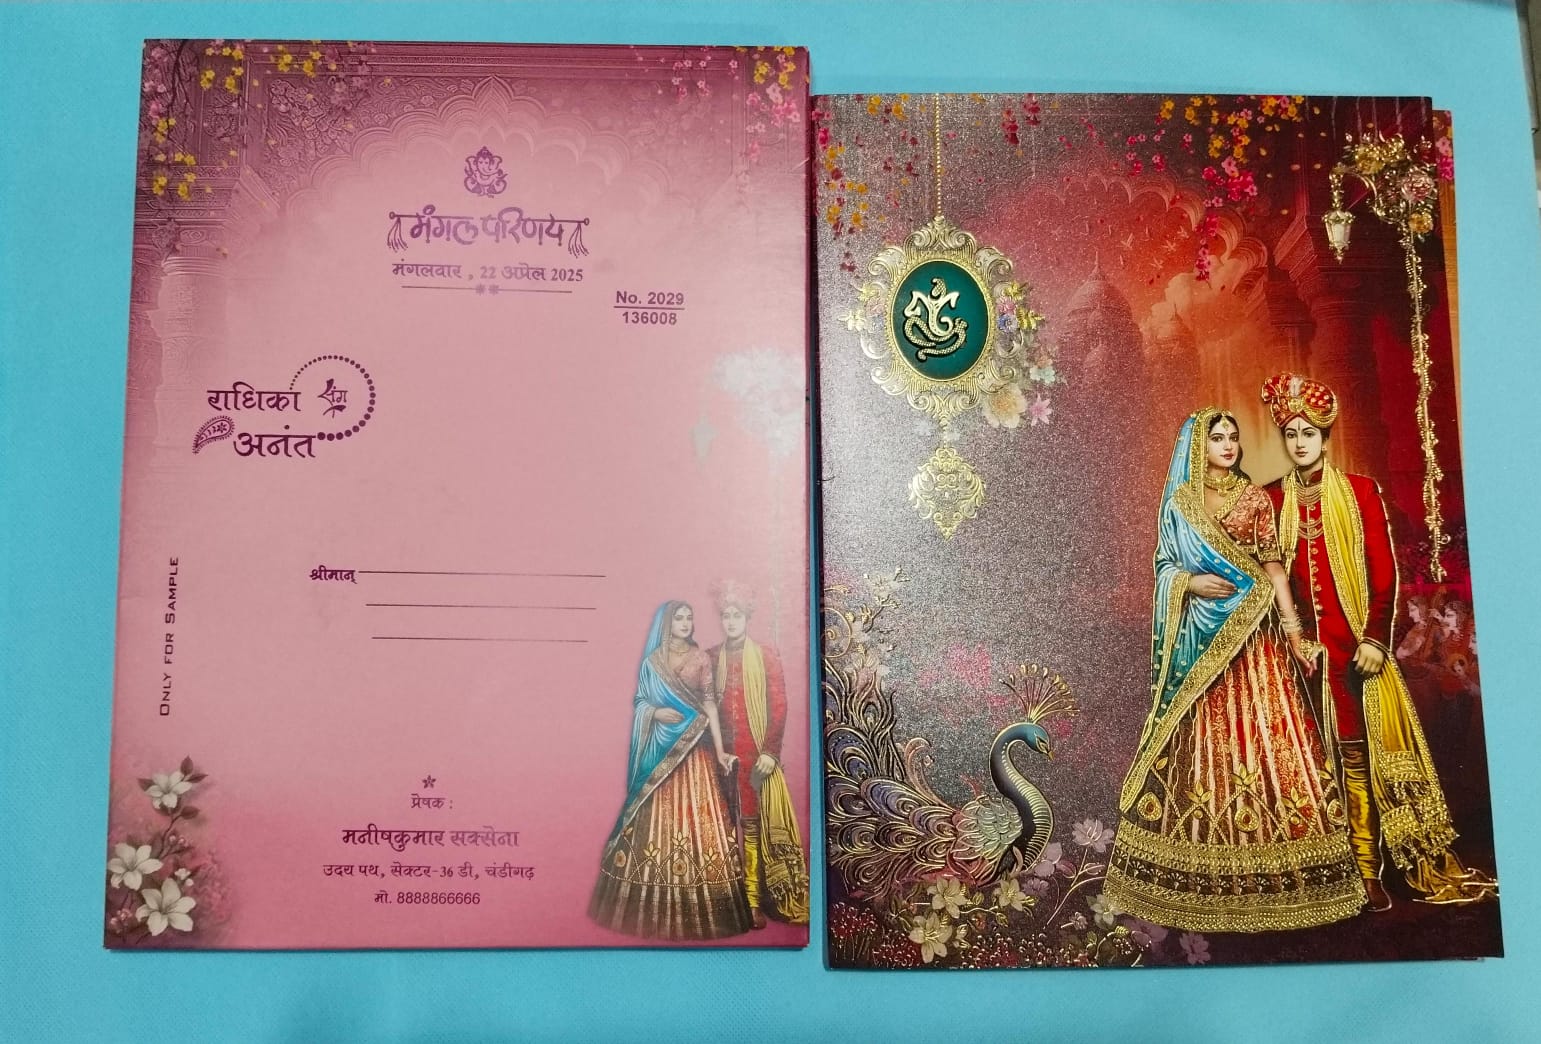 मंगल परिणय
मंगलवार , 22 अप्रेल 2025
No. 2029
136008
राधिका संग
अनंत
श्रीमान्
ONLY FOR SAMPLE
प्रेषक :
मनीषकुमार सक्सेना
उदय पथ, सेक्टर-36 डी, चंडीगढ़
मो. 8888866666